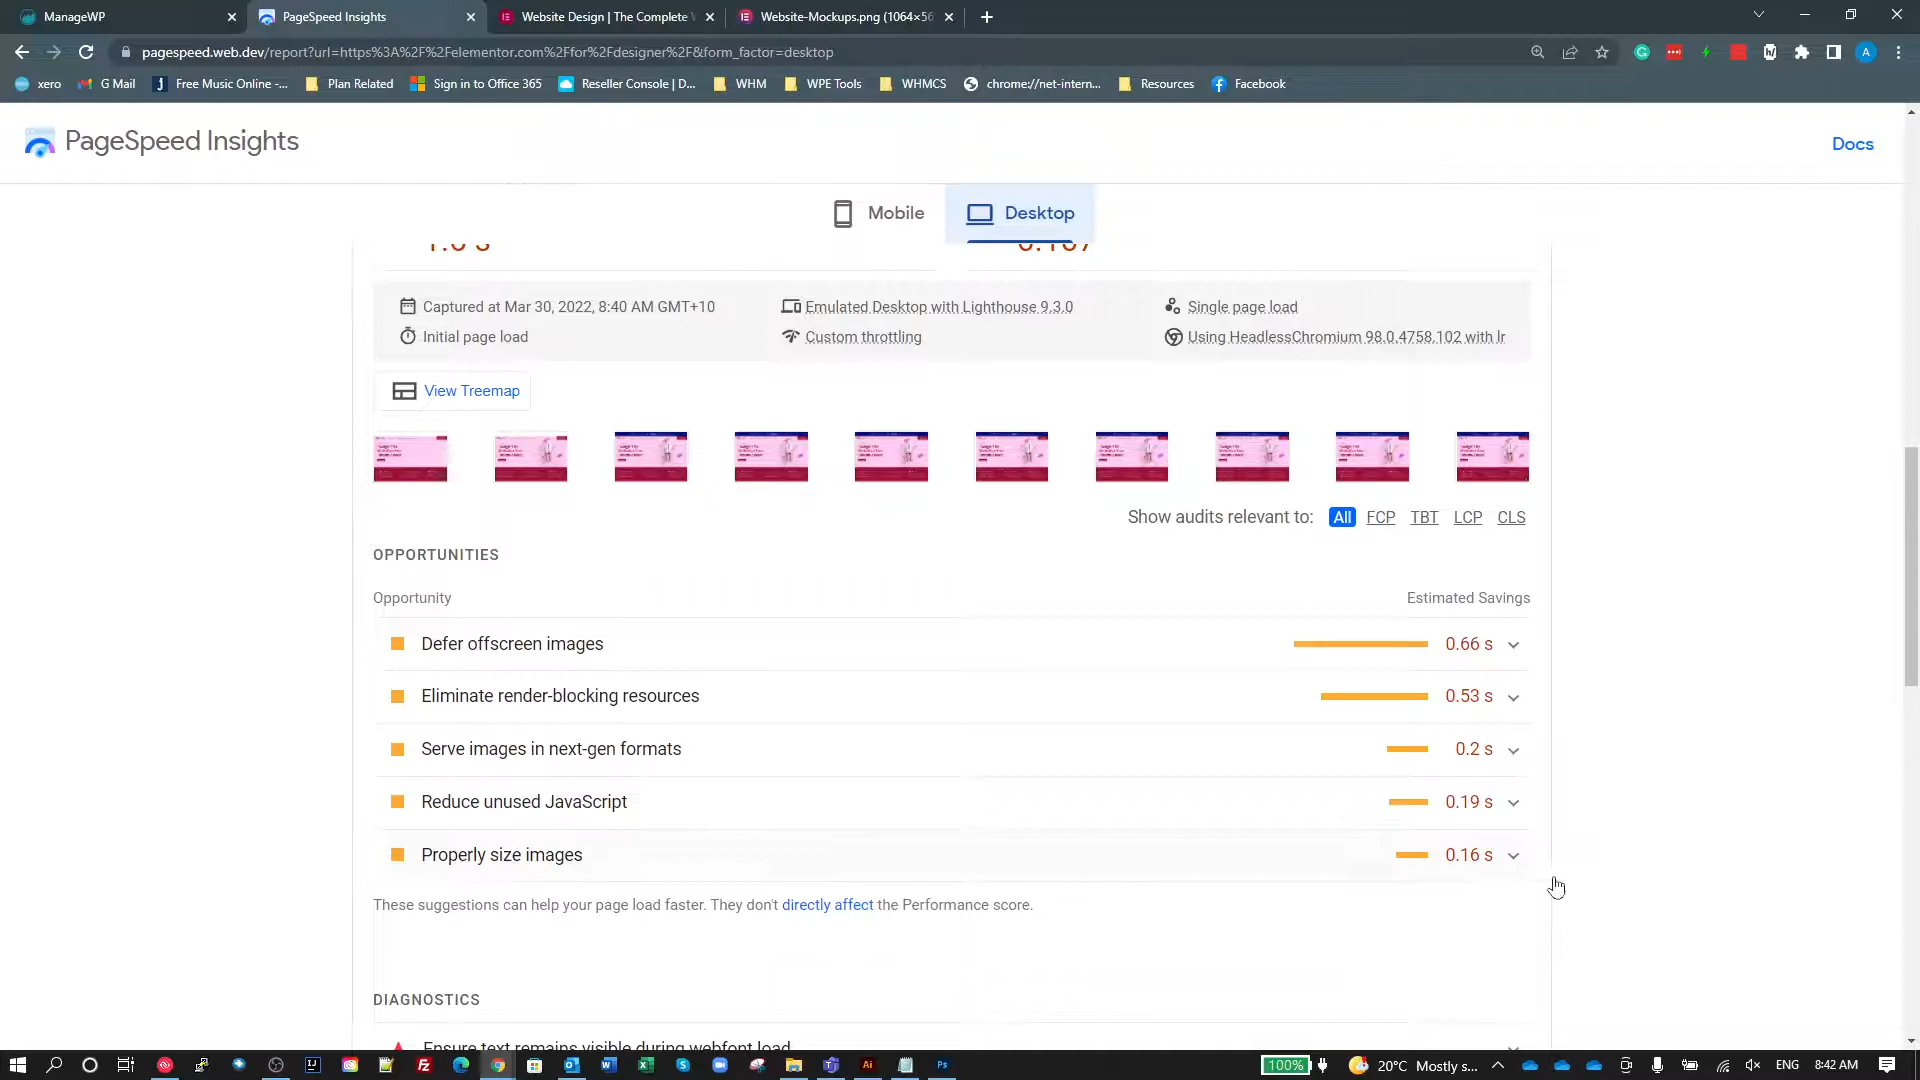 ManageWP
PageSpeed Insights
Website Design | The Complete W
Website-Mockups.png (1064×56
pagespeed.web.dev/report?url=https%3A%2F%2Felementor.com%2Ffor%2Fdesigner%2F&form_factor=desktop
xero
G Mail
Free Music Online -...
Plan Related
Sign in to Office 365
Reseller Console | D...
WHM
WPE Tools
WHMCS
chrome://net-intern...
Resources
Facebook
PageSpeed Insights
Docs
Mobile
Desktop
Captured at Mar 30, 2022, 8:40 AM GMT+10
Emulated Desktop with Lighthouse 9.3.0
Single page load
Initial page load
Custom throttling
Using HeadlessChromium 98.0.4758.102 with lr
View Treemap
Show audits relevant to: All FCP TBT LCP CLS
OPPORTUNITIES
Opportunity
Estimated Savings
Defer offscreen images
0.66 s
Eliminate render-blocking resources
0.53 s
Serve images in next-gen formats
0.2 s
Reduce unused JavaScript
0.19 s
Properly size images
0.16 s
These suggestions can help your page load faster. They don't directly affect the Performance score.
DIAGNOSTICS
Ensure text remains visible during webfont load
100%
20°C Mostly s...
ENG
8:42 AM